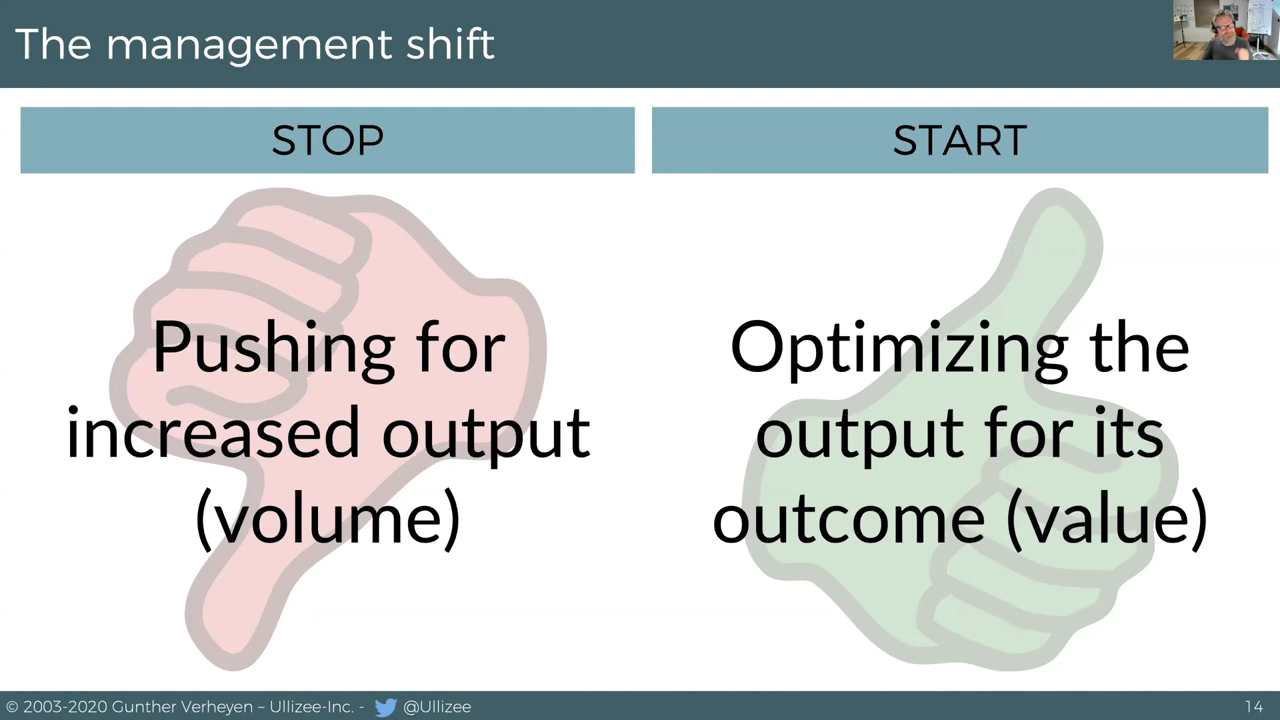 The management shift
STOP
START
Pushing for
increased output
(volume)
Optimizing the
output for its
outcome (value)
© 2003-2020 Gunther Verheyen – Ullizee-Inc. - @Ullizee
14